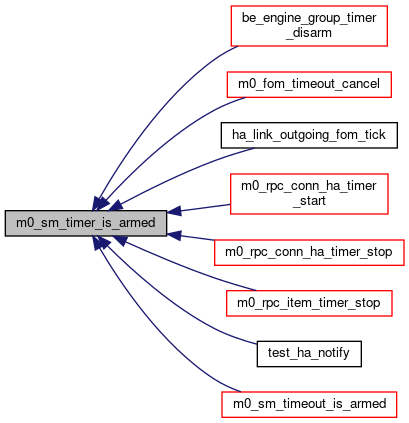 be_engine_group_timer
_disarm
m0_fom_timeout_cancel
ha_link_outgoing_fom_tick
m0_sm_timer_is_armed
m0_rpc_conn_ha_timer
_start
m0_rpc_conn_ha_timer_stop
m0_rpc_item_timer_stop
test_ha_notify
m0_sm_timeout_is_armed